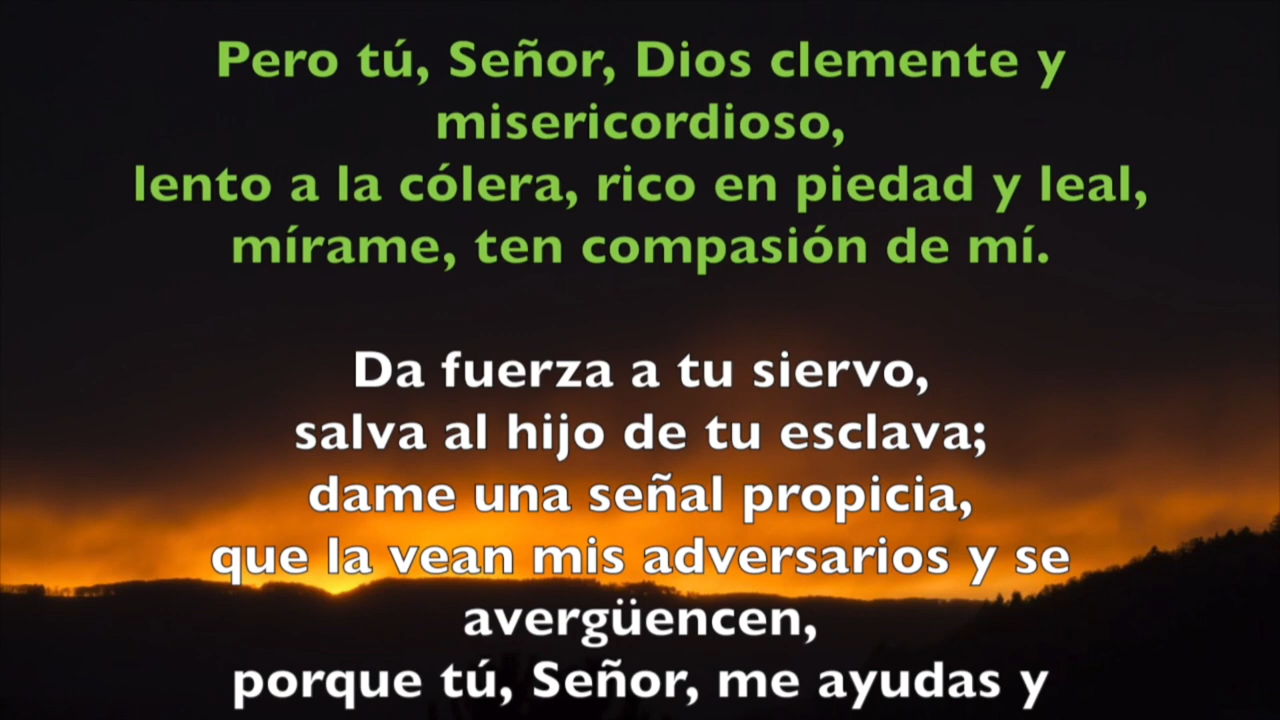 Pero tú, Señor, Dios clemente y
misericordioso,
lento a la cólera, rico en piedad y leal,
mírame, ten compasión de mí.
Da fuerza a tu siervo,
salva al hijo de tu esclava;
dame una señal propicia,
que la vean mis adversarios y se
avergüencen,
porque tú, Señor, me ayudas y